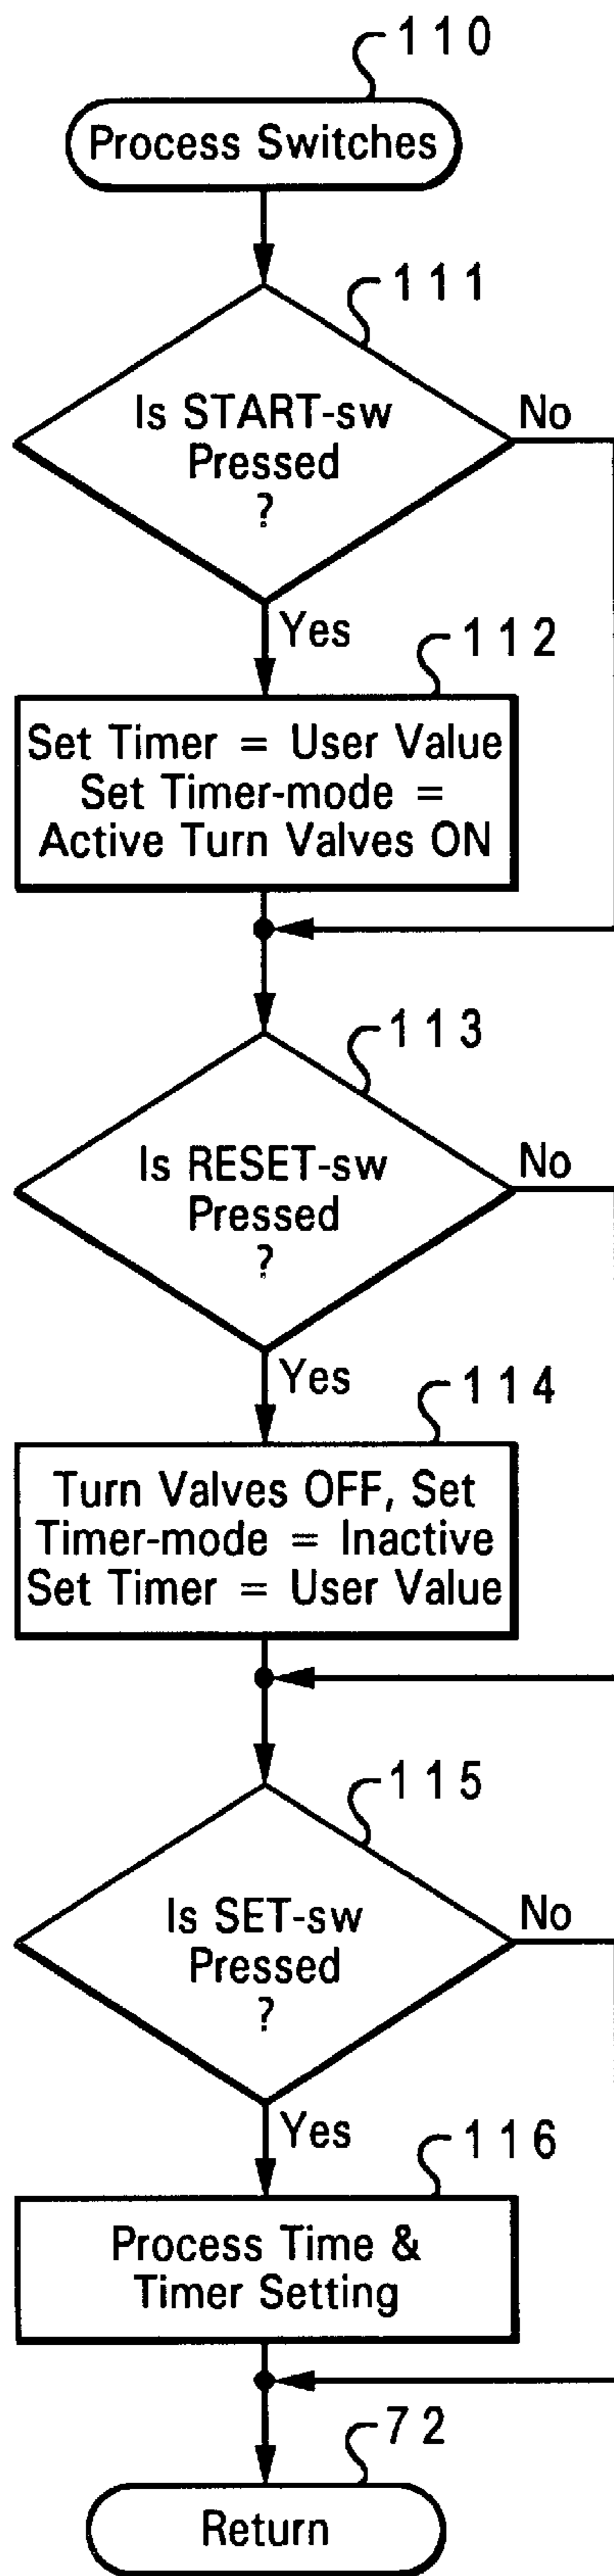 110
Process Switches
111
Is START-sw
Pressed
?
No
Yes
112
Set Timer = User Value
Set Timer-mode =
Active Turn Valves ON
113
Is RESET-sw
Pressed
?
No
Yes
114
Turn Valves OFF, Set
Timer-mode = Inactive
Set Timer = User Value
115
Is SET-sw
Pressed
?
No
Yes
116
Process Time &
Timer Setting
72
Return